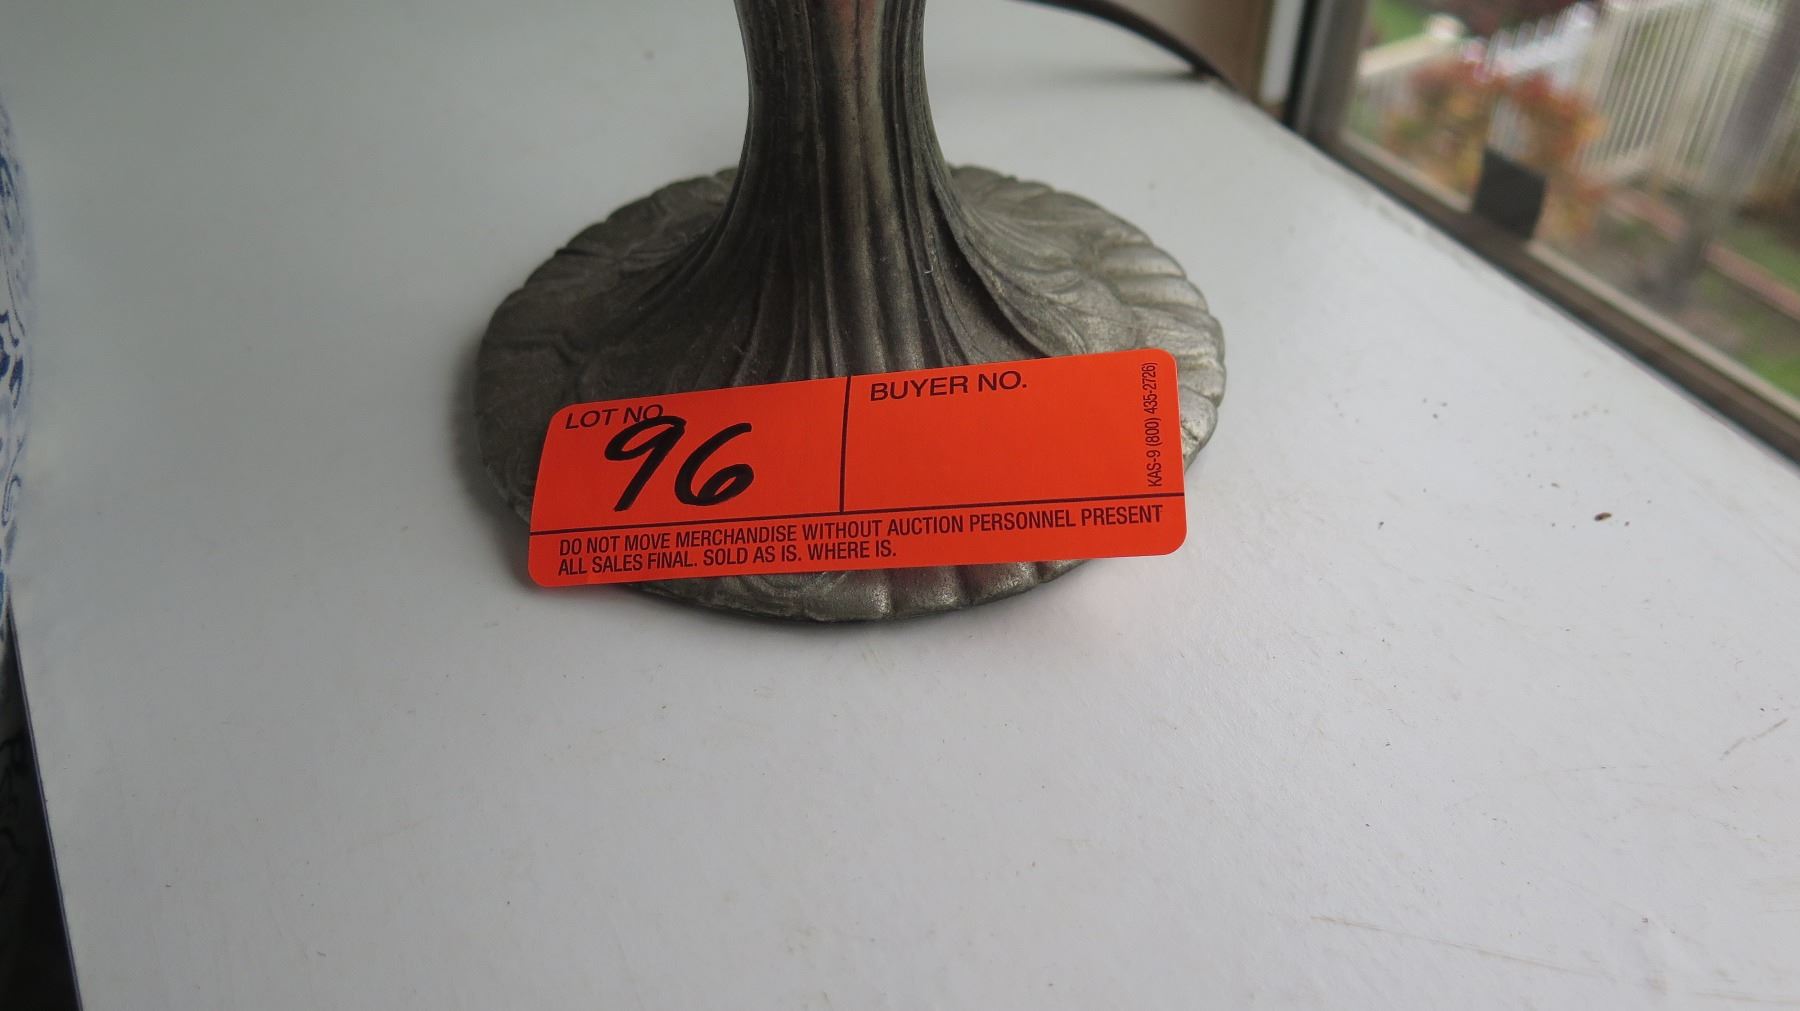 LOT NO.
96
BUYER NO.
KAS-9 (800) 435-2726)
DO NOT MOVE MERCHANDISE WITHOUT AUCTION PERSONNEL PRESENT
ALL SALES FINAL. SOLD AS IS. WHERE IS.